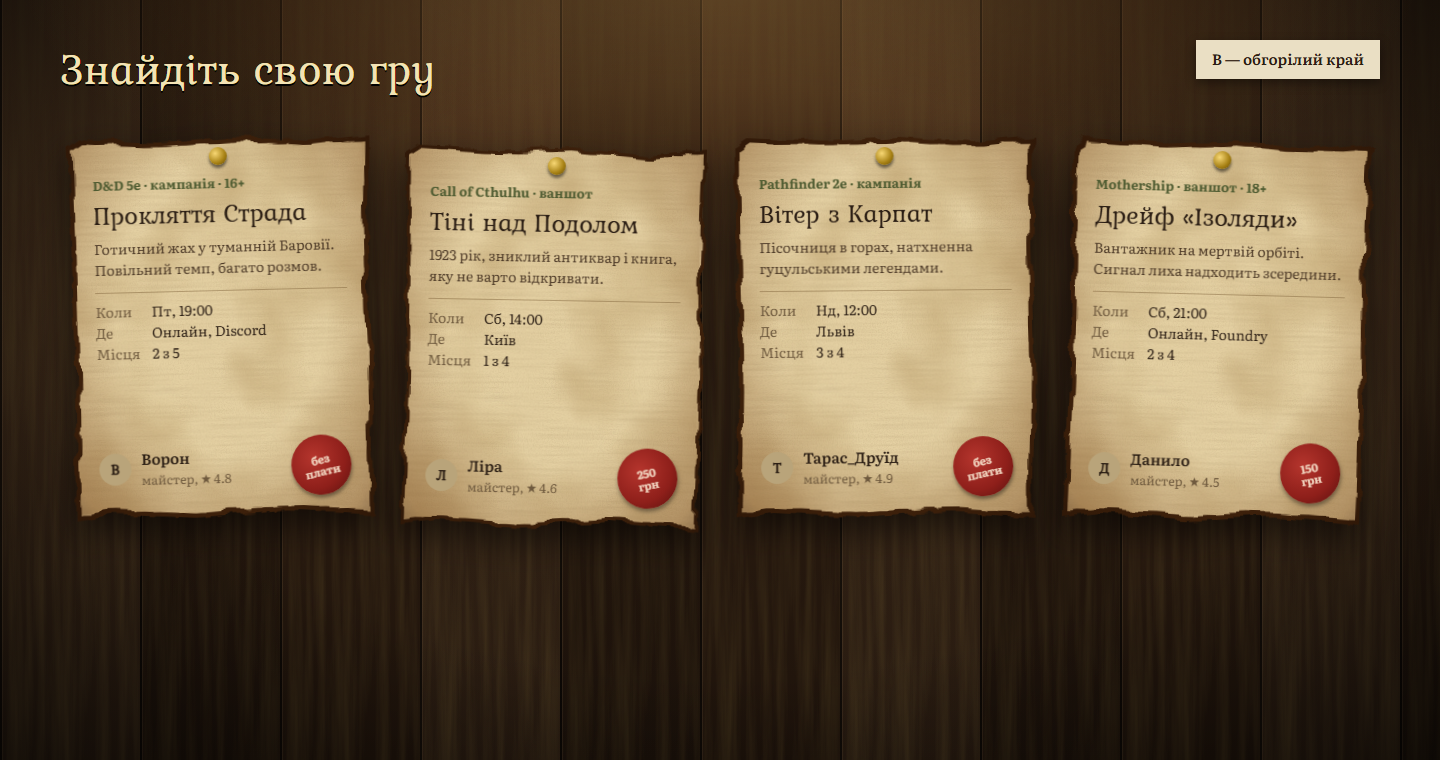 Знайдіть свою гру
B — обгорілий край
D&D 5e · кампанія · 16+
Прокляття Страда
Готичний жах у туманній Баровії.
Повільний темп, багато розмов.
Коли Пт, 19:00
Де Онлайн, Discord
Місця 2 з 5
В
Ворон
майстер, ★ 4.8
без
плати
Call of Cthulhu · ваншот
Тіні над Подолом
1923 рік, зниклий антиквар і книга,
яку не варто відкривати.
Коли Сб, 14:00
Де Київ
Місця 1 з 4
Л
Ліра
майстер, ★ 4.6
250
грн
Pathfinder 2e · кампанія
Вітер з Карпат
Пісочниця в горах, натхненна
гуцульськими легендами.
Коли Нд, 12:00
Де Львів
Місця 3 з 4
Т
Тарас_Друїд
майстер, ★ 4.9
без
плати
Mothership · ваншот · 18+
Дрейф «Ізоляди»
Вантажник на мертвій орбіті.
Сигнал лиха надходить зсередини.
Коли Сб, 21:00
Де Онлайн, Foundry
Місця 2 з 4
Д
Данило
майстер, ★ 4.5
150
грн